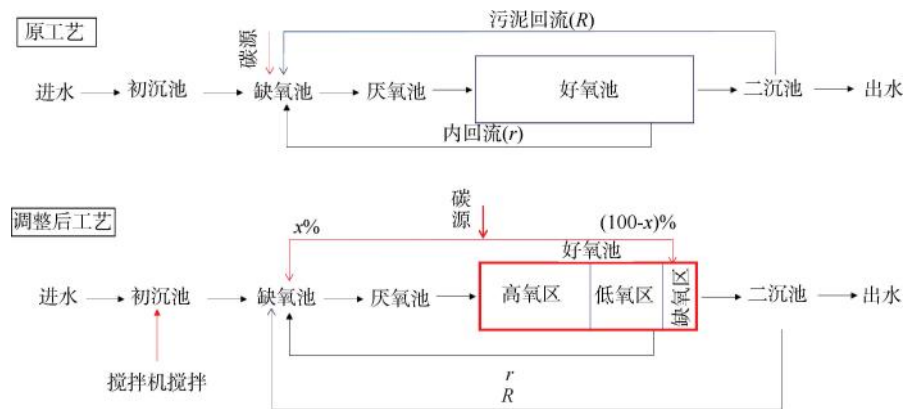 原工艺
污泥回流(R)
碳源
进水
初沉池
缺氧池
厌氧池
好氧池
二沉池
出水
内回流(r)
调整后工艺
碳源
x%
(100-x)%
好氧池
进水
初沉池
缺氧池
厌氧池
高氧区
低氧区
缺氧区
二沉池
出水
搅拌机搅拌
r
R